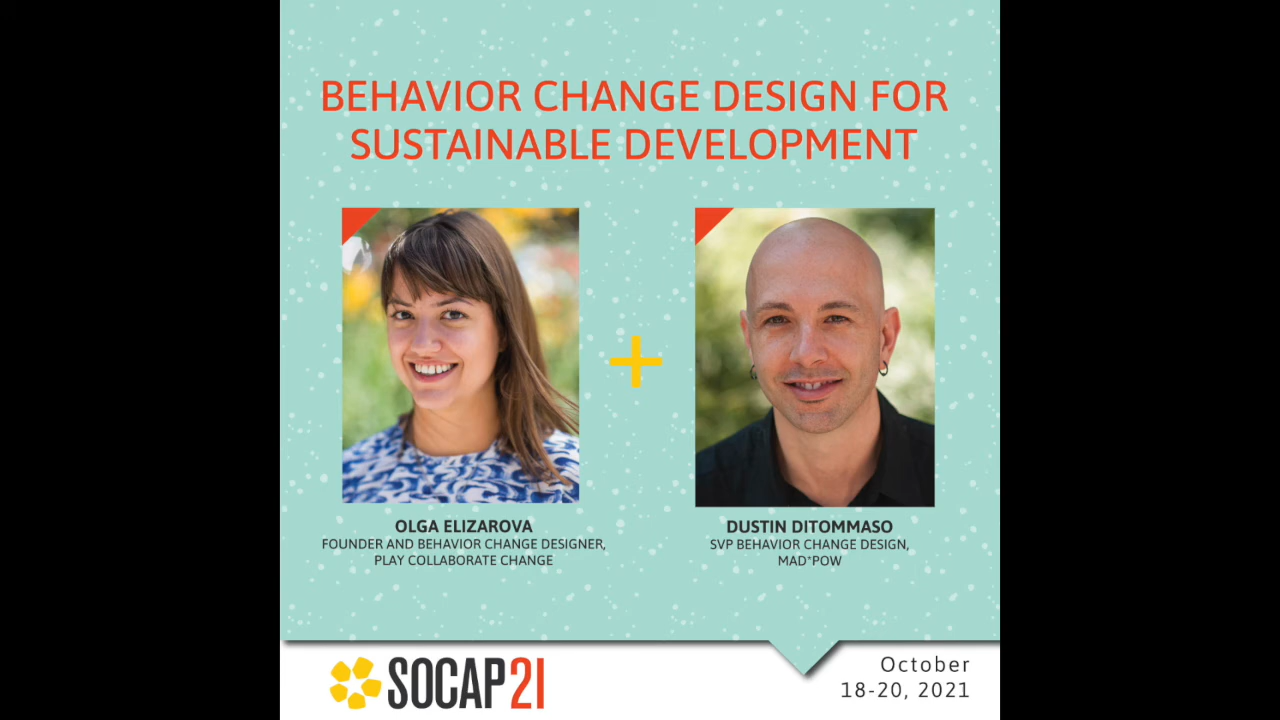 BEHAVIOR CHANGE DESIGN FOR
SUSTAINABLE DEVELOPMENT
OLGA ELIZAROVA
FOUNDER AND BEHAVIOR CHANGE DESIGNER,
PLAY COLLABORATE CHANGE
DUSTIN DITOMMASO
SVP BEHAVIOR CHANGE DESIGN,
MAD*POW
SOCAP21
October
18-20, 2021